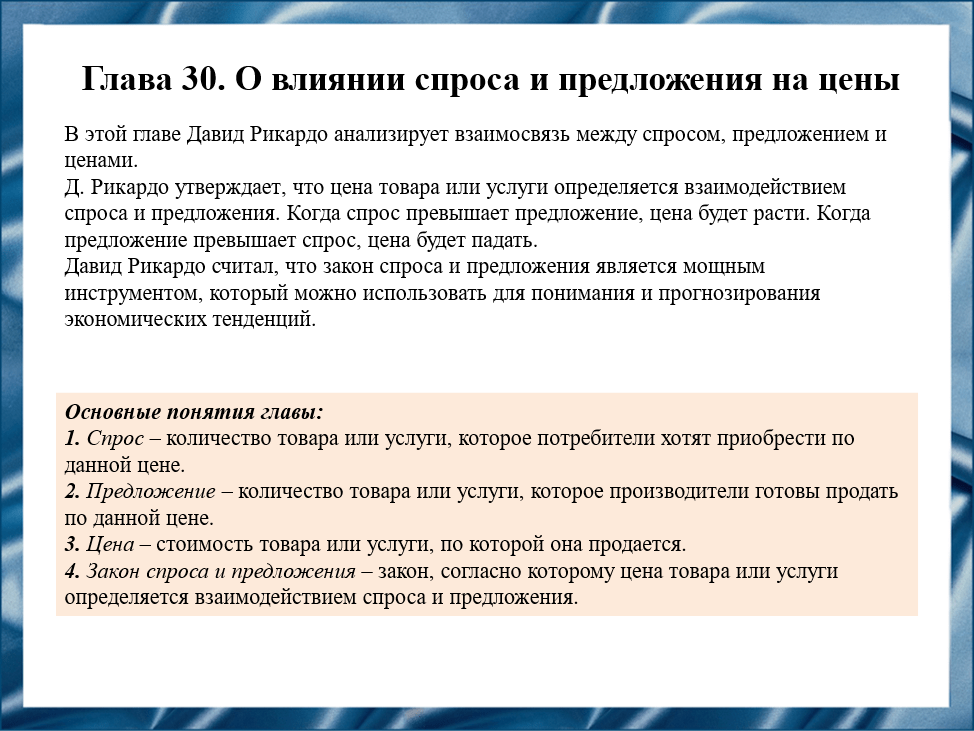 Глава 30. О влиянии спроса и предложения на цены
В этой главе Давид Рикардо анализирует взаимосвязь между спросом, предложением и
ценами.
Д. Рикардо утверждает, что цена товара или услуги определяется взаимодействием
спроса и предложения. Когда спрос превышает предложение, цена будет расти. Когда
предложение превышает спрос, цена будет падать.
Давид Рикардо считал, что закон спроса и предложения является мощным
инструментом, который можно использовать для понимания и прогнозирования
экономических тенденций.
Основные понятия главы:
1. Спрос – количество товара или услуги, которое потребители хотят приобрести по
данной цене.
2. Предложение – количество товара или услуги, которое производители готовы продать
по данной цене.
3. Цена – стоимость товара или услуги, по которой она продается.
4. Закон спроса и предложения – закон, согласно которому цена товара или услуги
определяется взаимодействием спроса и предложения.